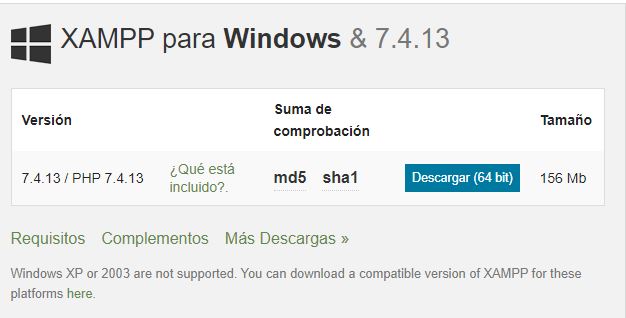 XAMPP para Windows & 7.4.13
Versión
Suma de
comprobación
Tamaño
7.4.13 / PHP 7.4.13
¿Qué está
incluido?.
md5 sha1
Descargar (64 bit)
156 Mb
Requisitos Complementos Más Descargas »
Windows XP or 2003 are not supported. You can download a compatible version of XAMPP for these
platforms here.